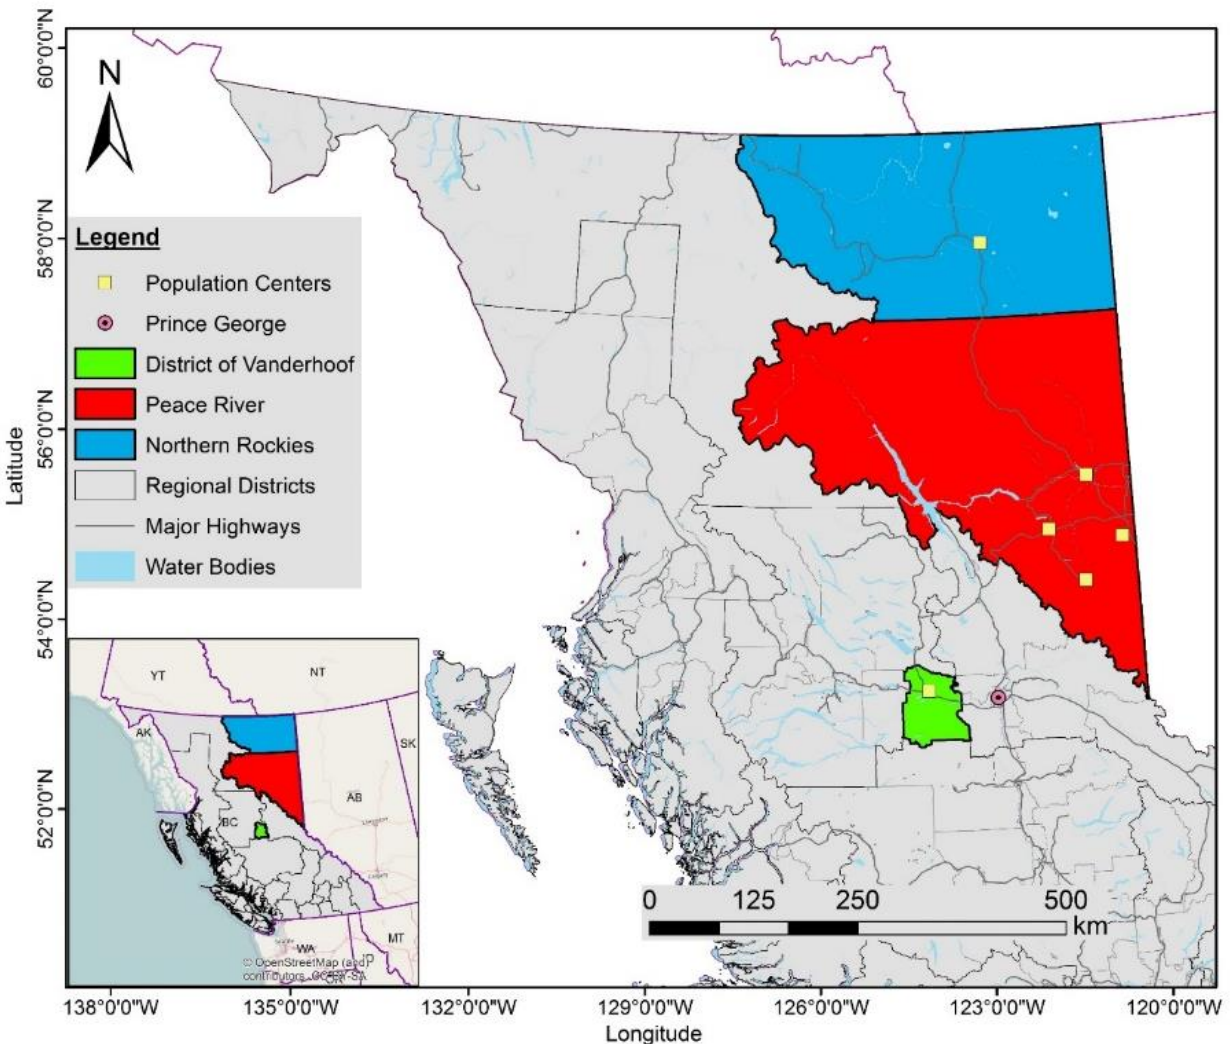 60°0'0"N
58°0'0"N
56°0'0"N
54°0'0"N
52°0'0"N
Latitude
N
Legend
Population Centers
Prince George
District of Vanderhoof
Peace River
Northern Rockies
Regional Districts
Major Highways
Water Bodies
YT
NT
AK
SK
AB
BC
WA
MT
© OpenStreetMap (and)
contributors, CC-BY-SA
0 125 250 500
km
138°0'0"W 135°0'0"W 132°0'0"W 129°0'0"W 126°0'0"W 123°0'0"W 120°0'0"W
Longitude